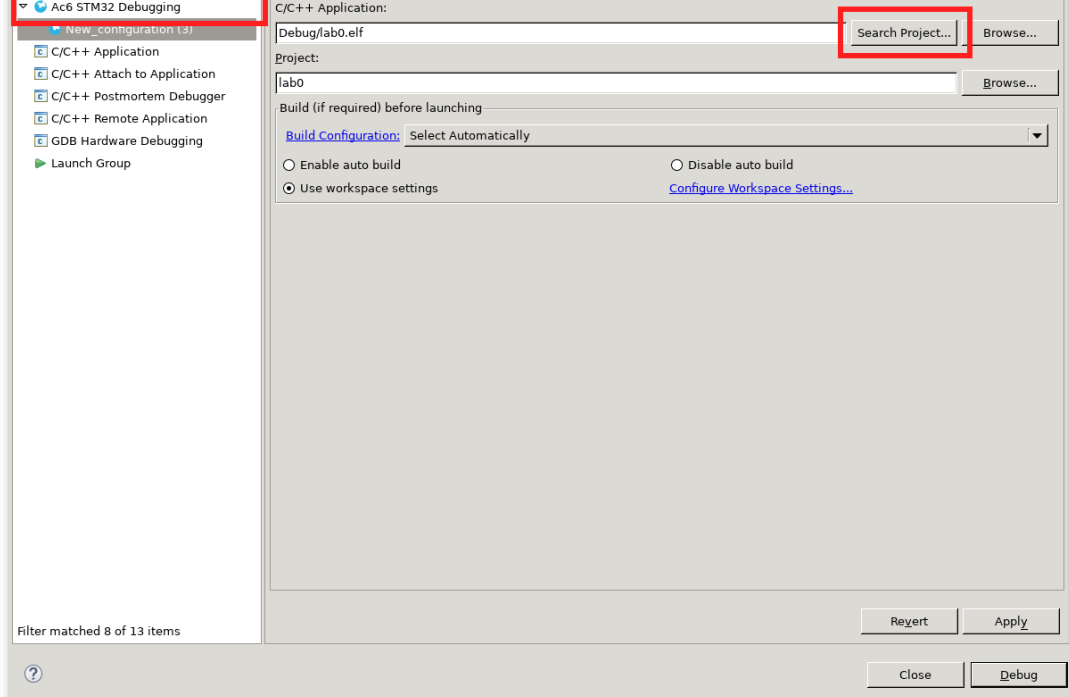 Ac6 STM32 Debugging
New_configuration (3)
C/C++ Application
C/C++ Attach to Application
C/C++ Postmortem Debugger
C/C++ Remote Application
GDB Hardware Debugging
Launch Group
Filter matched 8 of 13 items
C/C++ Application:
Debug/lab0.elf
Search Project...
Browse...
Project:
lab0
Browse...
Build (if required) before launching
Build Configuration:
Select Automatically
Enable auto build
Disable auto build
Use workspace settings
Configure Workspace Settings...
Revert
Apply
Close
Debug